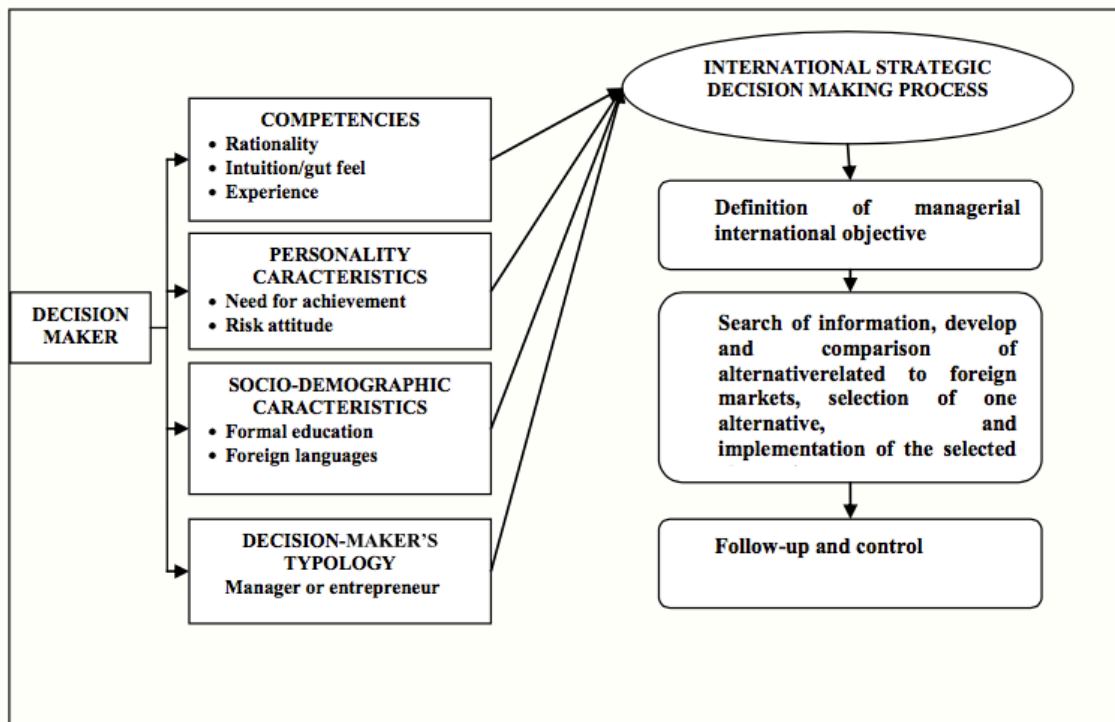 DECISION
MAKER
COMPETENCIES
• Rationality
• Intuition/gut feel
• Experience
PERSONALITY
CARACTERISTICS
• Need for achievement
• Risk attitude
SOCIO-DEMOGRAPHIC
CARACTERISTICS
• Formal education
• Foreign languages
DECISION-MAKER'S
TYPOLOGY
Manager or entrepreneur
INTERNATIONAL STRATEGIC
DECISION MAKING PROCESS
Definition of managerial
international objective
Search of information, develop
and comparison of
alternativerelated to foreign
markets, selection of one
alternative, and
implementation of the selected
Follow-up and control